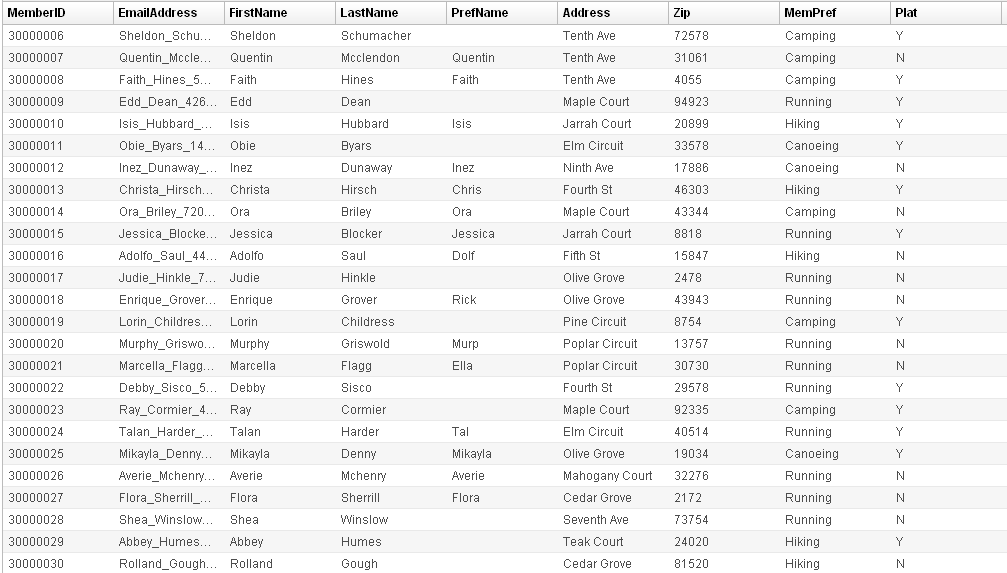 MemberID EmailAddress FirstName LastName PrefName Address Zip MemPref Plat
30000006 Sheldon_Schu... Sheldon Schumacher Tenth Ave 72578 Camping Y
30000007 Quentin_Mccle... Quentin Mcclendon Quentin Tenth Ave 31061 Camping N
30000008 Faith_Hines_5... Faith Hines Faith Tenth Ave 4055 Camping Y
30000009 Edd_Dean_426... Edd Dean Maple Court 94923 Running Y
30000010 Isis_Hubbard_... Isis Hubbard Isis Jarrah Court 20899 Hiking Y
30000011 Obie_Byars_14... Obie Byars Elm Circuit 33578 Canoeing Y
30000012 Inez_Dunaway_... Inez Dunaway Inez Ninth Ave 17886 Canoeing N
30000013 Christa_Hirsch... Christa Hirsch Chris Fourth St 46303 Hiking Y
30000014 Ora_Briley_720... Ora Briley Ora Maple Court 43344 Camping N
30000015 Jessica_Blocke... Jessica Blocker Jessica Jarrah Court 8818 Running Y
30000016 Adolfo_Saul_44... Adolfo Saul Dolf Fifth St 15847 Hiking N
30000017 Judie_Hinkle_7... Judie Hinkle Olive Grove 2478 Running N
30000018 Enrique_Grover... Enrique Grover Rick Olive Grove 43943 Running N
30000019 Lorin_Childres... Lorin Childress Pine Circuit 8754 Camping Y
30000020 Murphy_Griswo... Murphy Griswold Murp Poplar Circuit 13757 Running N
30000021 Marcella_Flagg... Marcella Flagg Ella Poplar Circuit 30730 Running N
30000022 Debby_Sisco_5... Debby Sisco Fourth St 29578 Running Y
30000023 Ray_Cormier_4... Ray Cormier Maple Court 92335 Camping Y
30000024 Talan_Harder_... Talan Harder Tal Elm Circuit 40514 Running Y
30000025 Mikayla_Denny... Mikayla Denny Mikayla Olive Grove 19034 Canoeing Y
30000026 Averie_Mchenry... Averie Mchenry Averie Mahogany Court 32276 Running N
30000027 Flora_Sherrill_... Flora Sherrill Flora Cedar Grove 2172 Running N
30000028 Shea_Winslow... Shea Winslow Seventh Ave 73754 Running N
30000029 Abbey_Humes... Abbey Humes Teak Court 24020 Hiking Y
30000030 Rolland_Gough... Rolland Gough Cedar Grove 81520 Hiking N